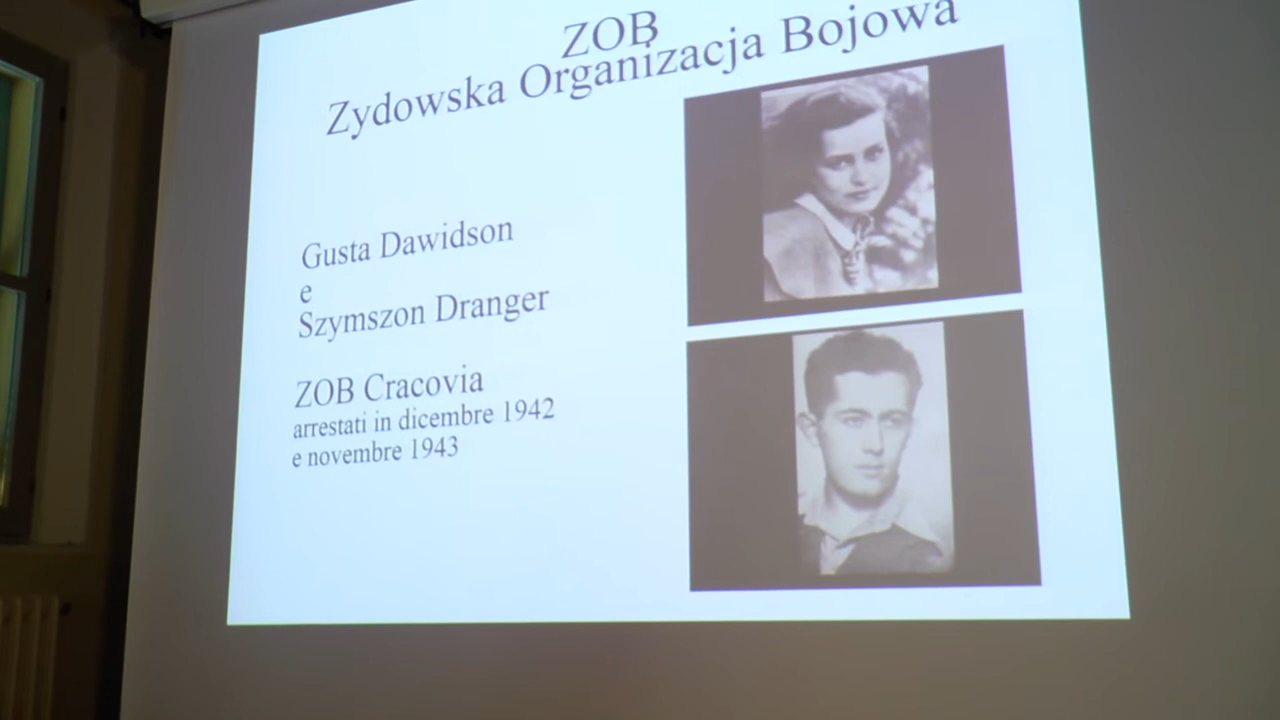 ZOB
Zydowska Organizacja Bojowa
Gusta Dawidson
e
Szymszon Dranger
ZOB Cracovia
arrestati in dicembre 1942
e novembre 1943